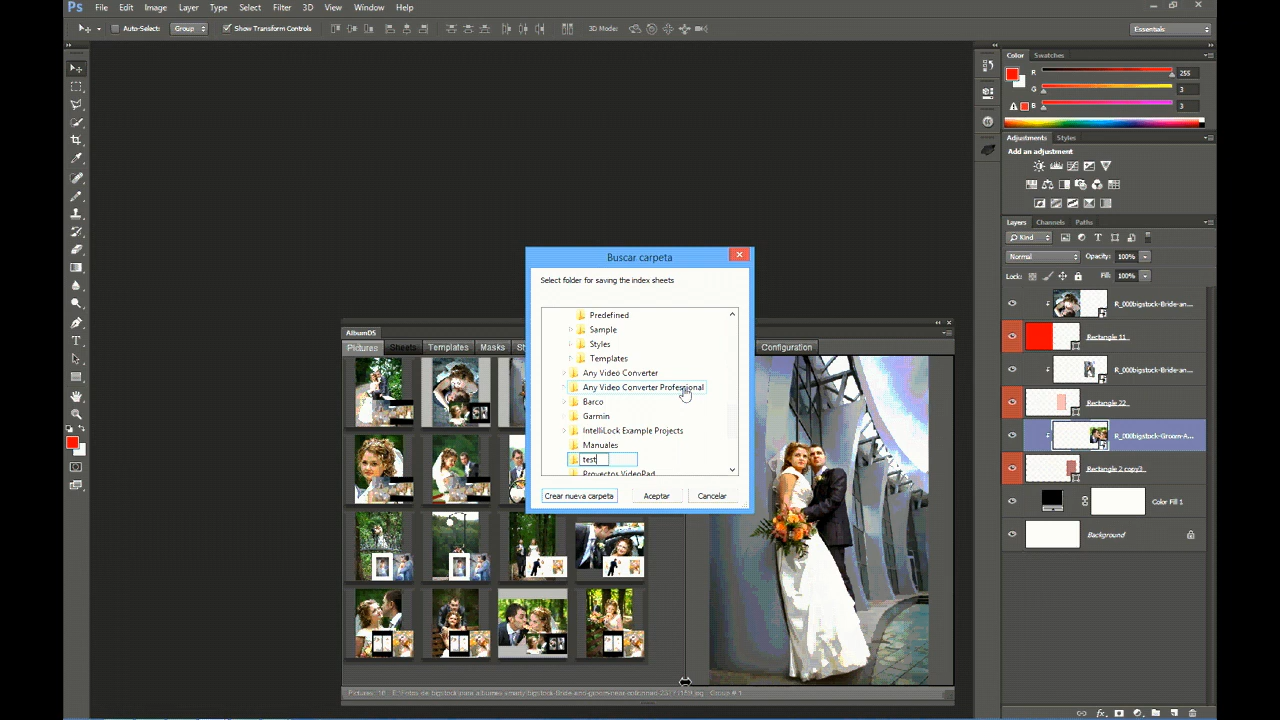 Ps File Edit Image Layer Type Select Filter 3D View Window Help
Auto-Select: Group Show Transform Controls 3D Mode: Essentials
Color Swatches
R 255
G 3
B 3
Adjustments Styles
Add an adjustment
Layers Channels Paths
Kind
Normal Opacity: 100%
Lock: Fill: 100%
R_000bigstock-Bride-an...
Rectangle 11
R_000bigstock-Bride-an...
Rectangle 22
R_000bigstock-Groom-A...
Rectangle 2 copy3
Color Fill 1
Background
Buscar carpeta
Select folder for saving the index sheets
Predefined
Sample
Styles
Templates
Any Video Converter
Any Video Converter Professional
Barco
Garmin
IntelliLock Example Projects
Manuales
test
Proyectos VideoPad
Crear nueva carpeta Aceptar Cancelar
AlbumDS
Pictures Sheets Templates Masks Configuration